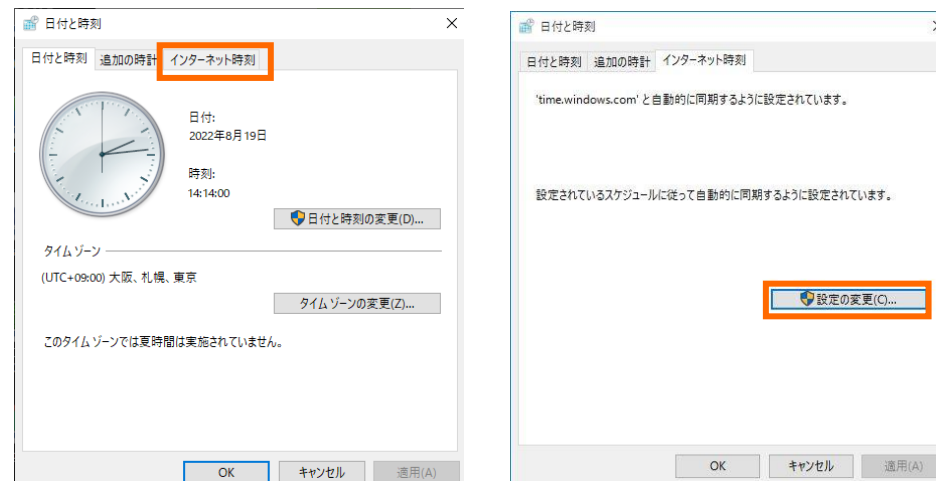 日付と時刻
日付と時刻 追加の時計 インターネット時刻
日付:
2022年8月19日
時刻:
14:14:00
日付と時刻の変更(D)...
タイム ゾーン
(UTC+09:00) 大阪、札幌、東京
タイム ゾーンの変更(Z)...
このタイム ゾーンでは夏時間は実施されていません。
OK キャンセル 適用(A)
日付と時刻
日付と時刻 追加の時計 インターネット時刻
'time.windows.com' と自動的に同期するように設定されています。
設定されているスケジュールに従って自動的に同期するように設定されています。
設定の変更(C)...
OK キャンセル 適用(A)